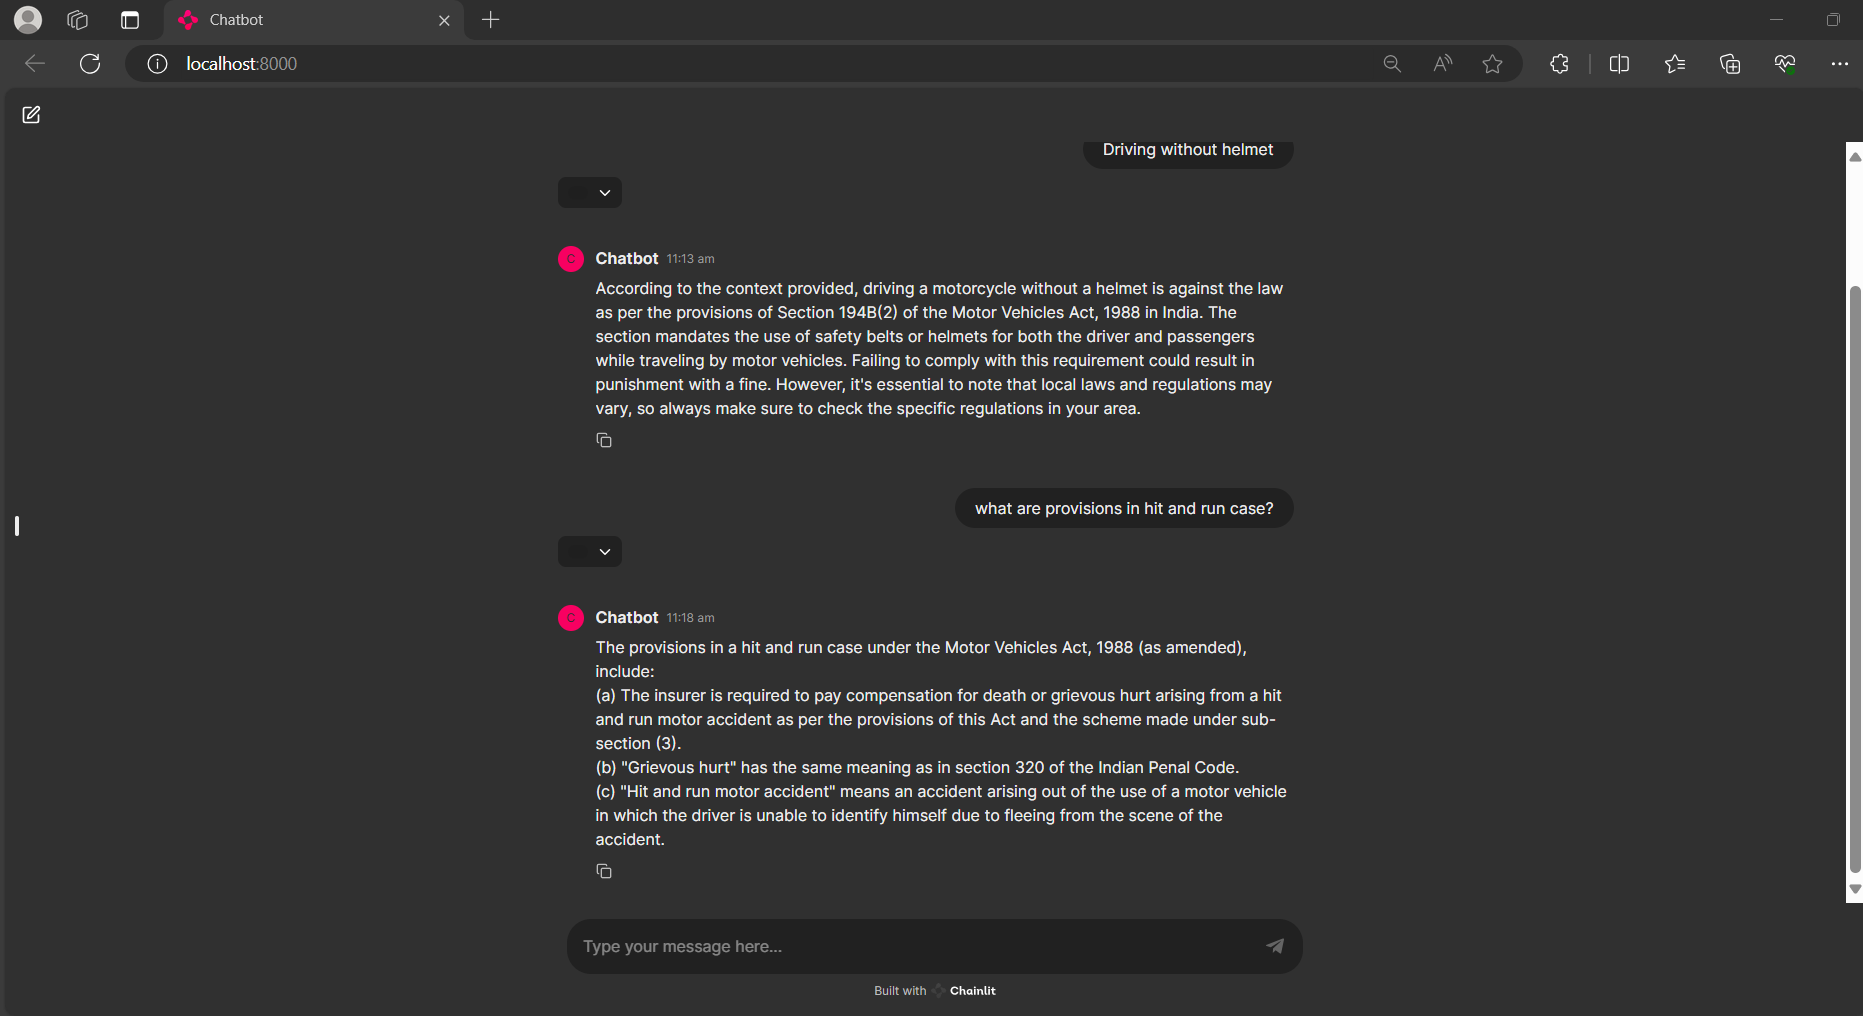 Chatbot
localhost:8000
Driving without helmet
C
Chatbot 11:13 am
According to the context provided, driving a motorcycle without a helmet is against the law
as per the provisions of Section 194B(2) of the Motor Vehicles Act, 1988 in India. The
section mandates the use of safety belts or helmets for both the driver and passengers
while traveling by motor vehicles. Failing to comply with this requirement could result in
punishment with a fine. However, it's essential to note that local laws and regulations may
vary, so always make sure to check the specific regulations in your area.
what are provisions in hit and run case?
C
Chatbot 11:18 am
The provisions in a hit and run case under the Motor Vehicles Act, 1988 (as amended),
include:
(a) The insurer is required to pay compensation for death or grievous hurt arising from a hit
and run motor accident as per the provisions of this Act and the scheme made under sub-
section (3).
(b) "Grievous hurt" has the same meaning as in section 320 of the Indian Penal Code.
(c) "Hit and run motor accident" means an accident arising out of the use of a motor vehicle
in which the driver is unable to identify himself due to fleeing from the scene of the
accident.
Type your message here...
Built with Chainlit